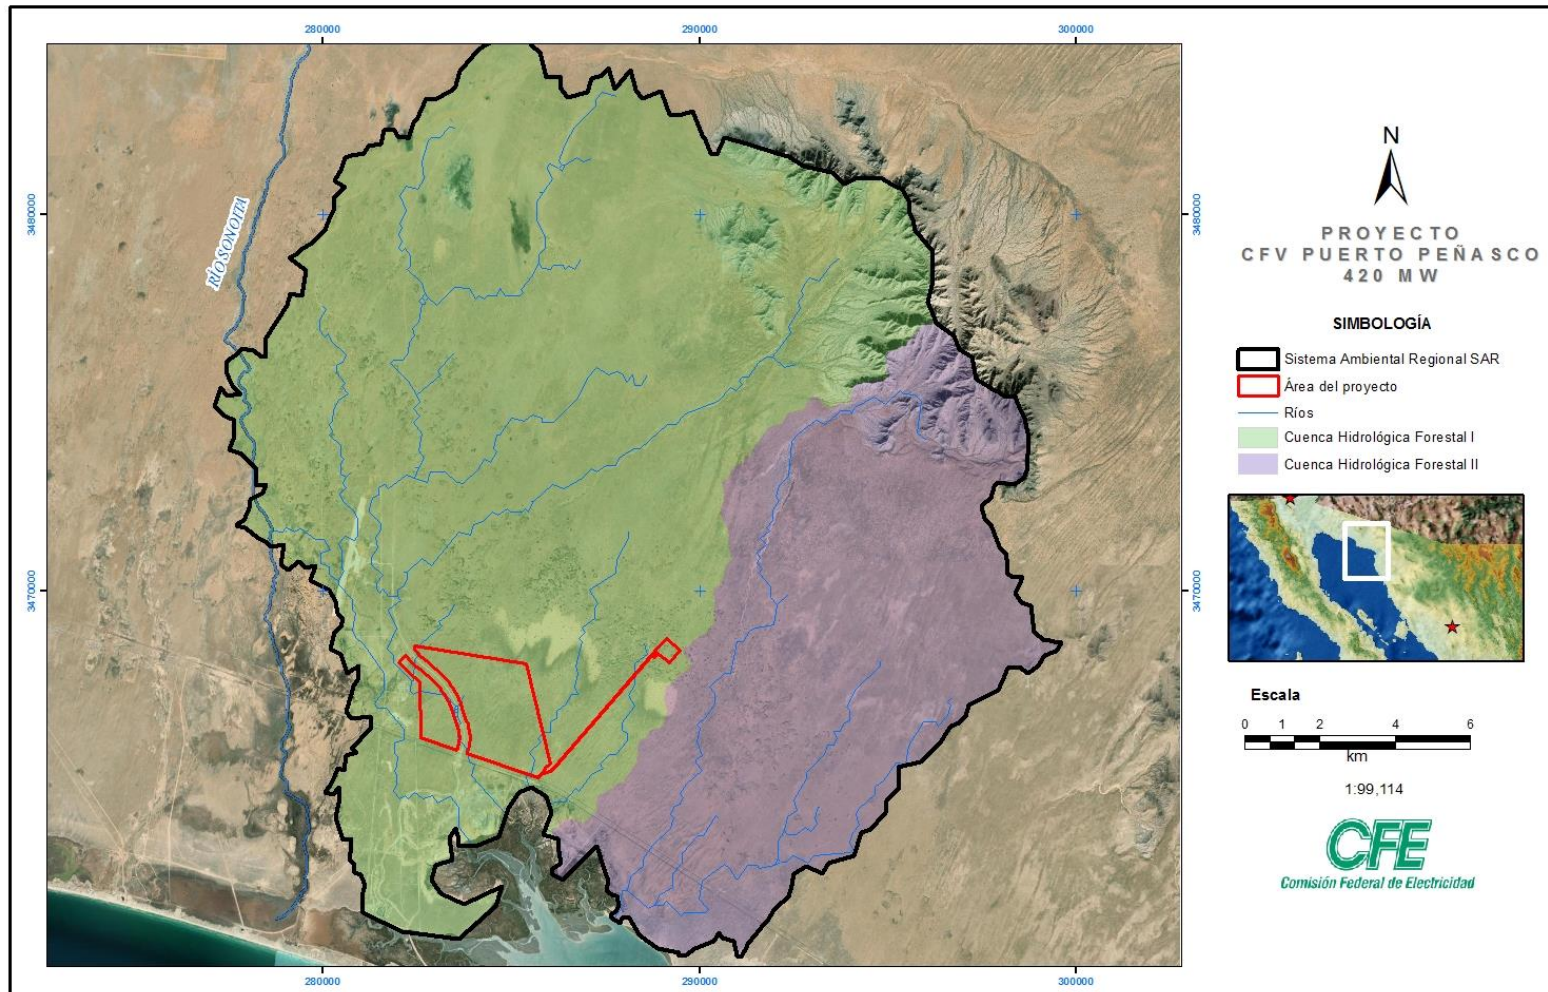 280000
290000
300000
3480000
3480000
RÍO SONOITA
3470000
3470000
280000
290000
300000
N
PROYECTO
CFV PUERTO PEÑASCO
420 MW
SIMBOLOGÍA
Sistema Ambiental Regional SAR
Área del proyecto
Ríos
Cuenca Hidrológica Forestal I
Cuenca Hidrológica Forestal II
Escala
0 1 2 4 6
km
1:99,114
CFE
Comisión Federal de Electricidad